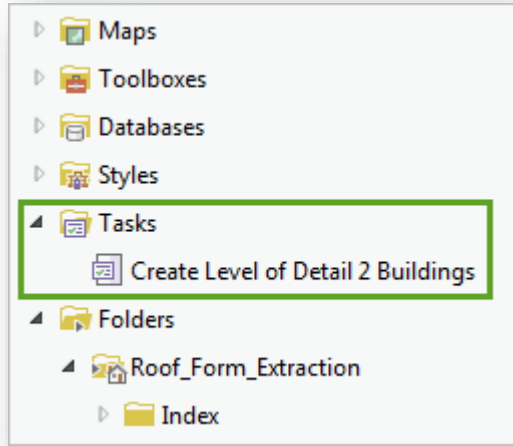 Maps
Toolboxes
Databases
Styles
Tasks
Create Level of Detail 2 Buildings
Folders
Roof_Form_Extraction
Index